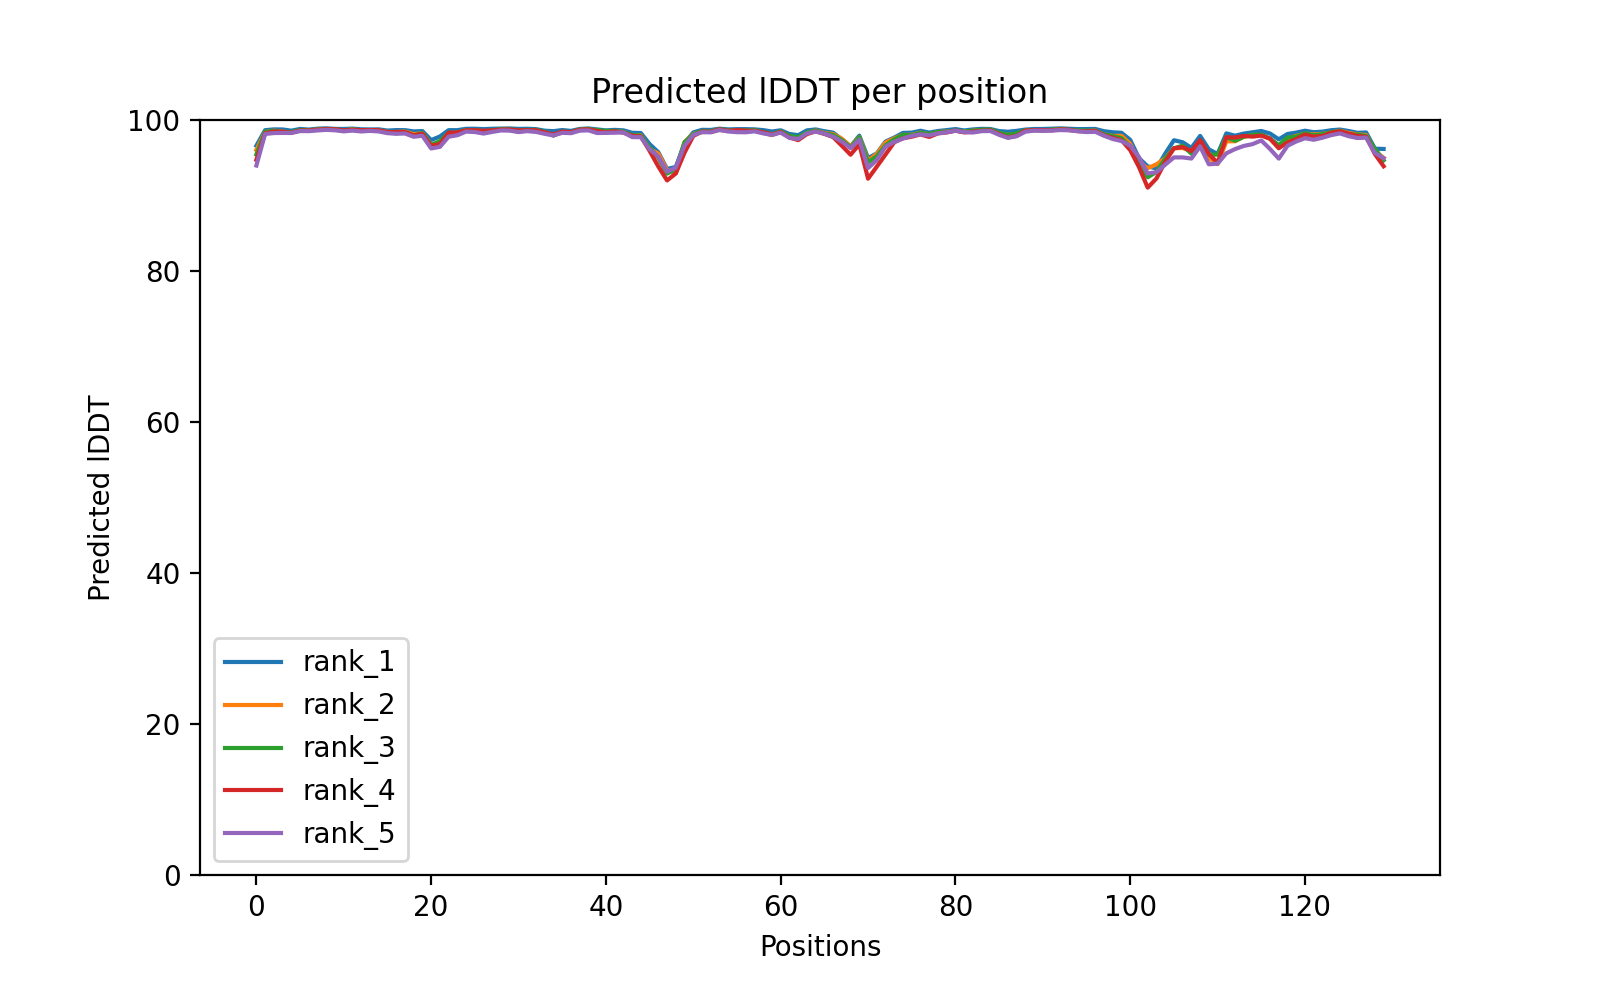 Predicted lDDT per position
100
80
60
40
20
0
Predicted lDDT
rank_1
rank_2
rank_3
rank_4
rank_5
0 20 40 60 80 100 120
Positions